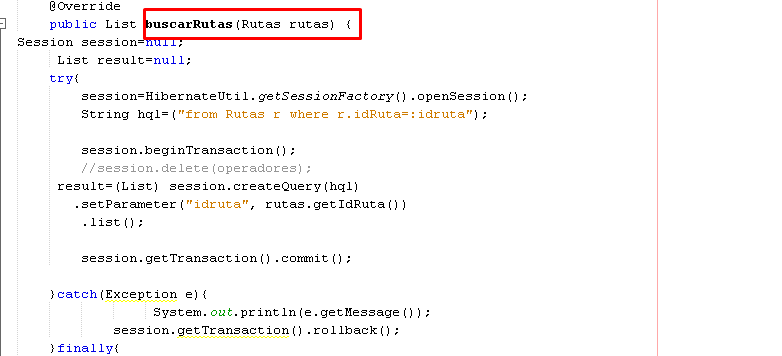 @Override
public List buscarRutas(Rutas rutas) {
Session session=null;
List result=null;
try{
session=HibernateUtil.getSessionFactory().openSession();
String hql=("from Rutas r where r.idRuta=:idruta");
session.beginTransaction();
//session.delete(operadores);
result=(List) session.createQuery(hql)
.setParameter("idruta", rutas.getIdRuta())
.list();
session.getTransaction().commit();
}catch(Exception e){
System.out.println(e.getMessage());
session.getTransaction().rollback();
}finally{